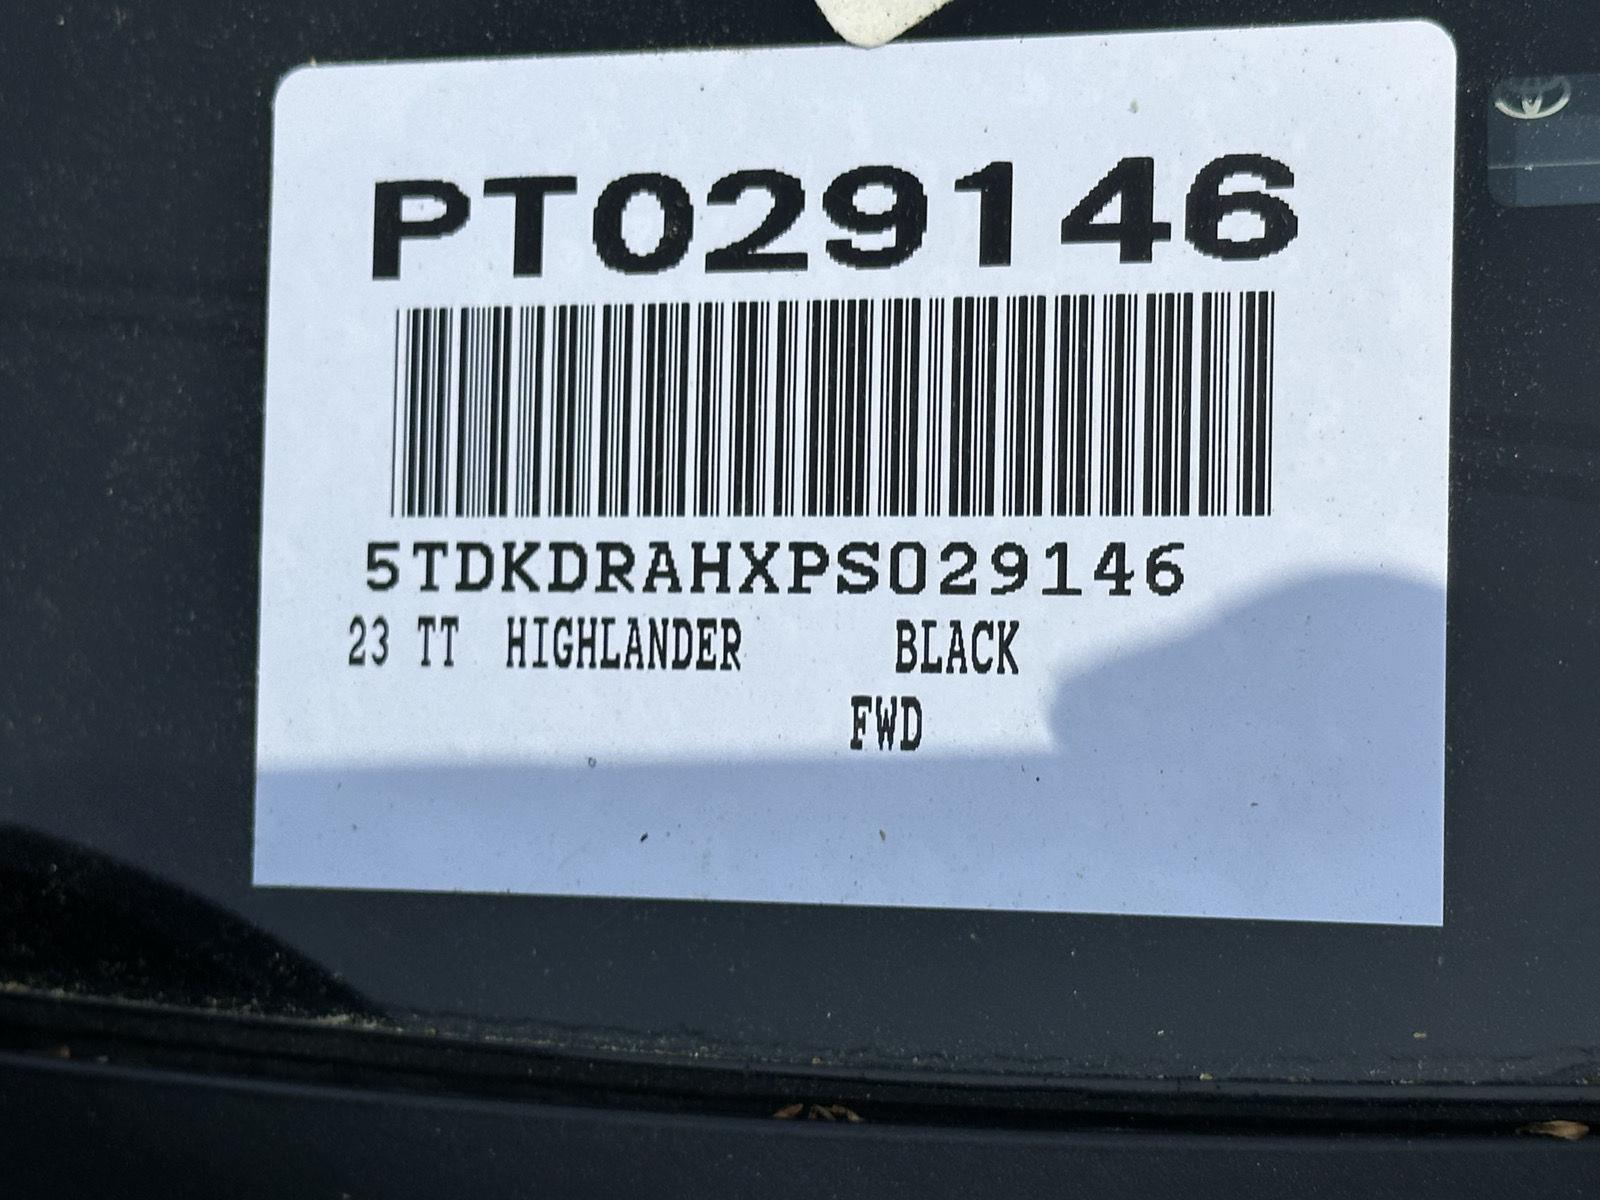 PT029146
5TDKDRAHXPS029146
23 TT HIGHLANDER BLACK
FWD